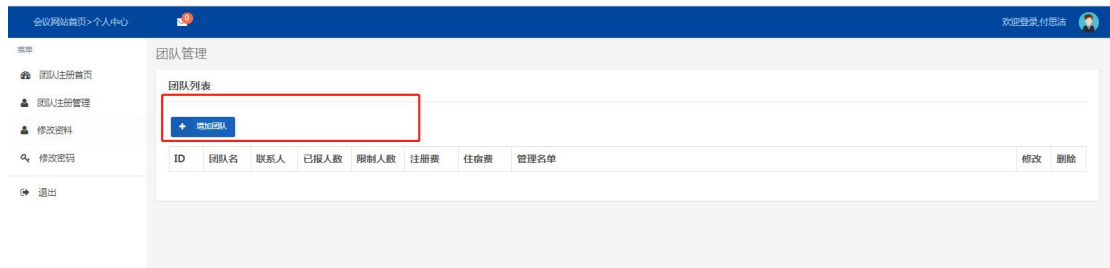 会议网站首页>个人中心 0 欢迎登录,付思洁
菜单
团队注册首页
团队注册管理
修改资料
修改密码
退出
团队管理
团队列表
+ 增加团队
ID 团队名 联系人 已报人数 限制人数 注册费 住宿费 管理名单 修改 删除